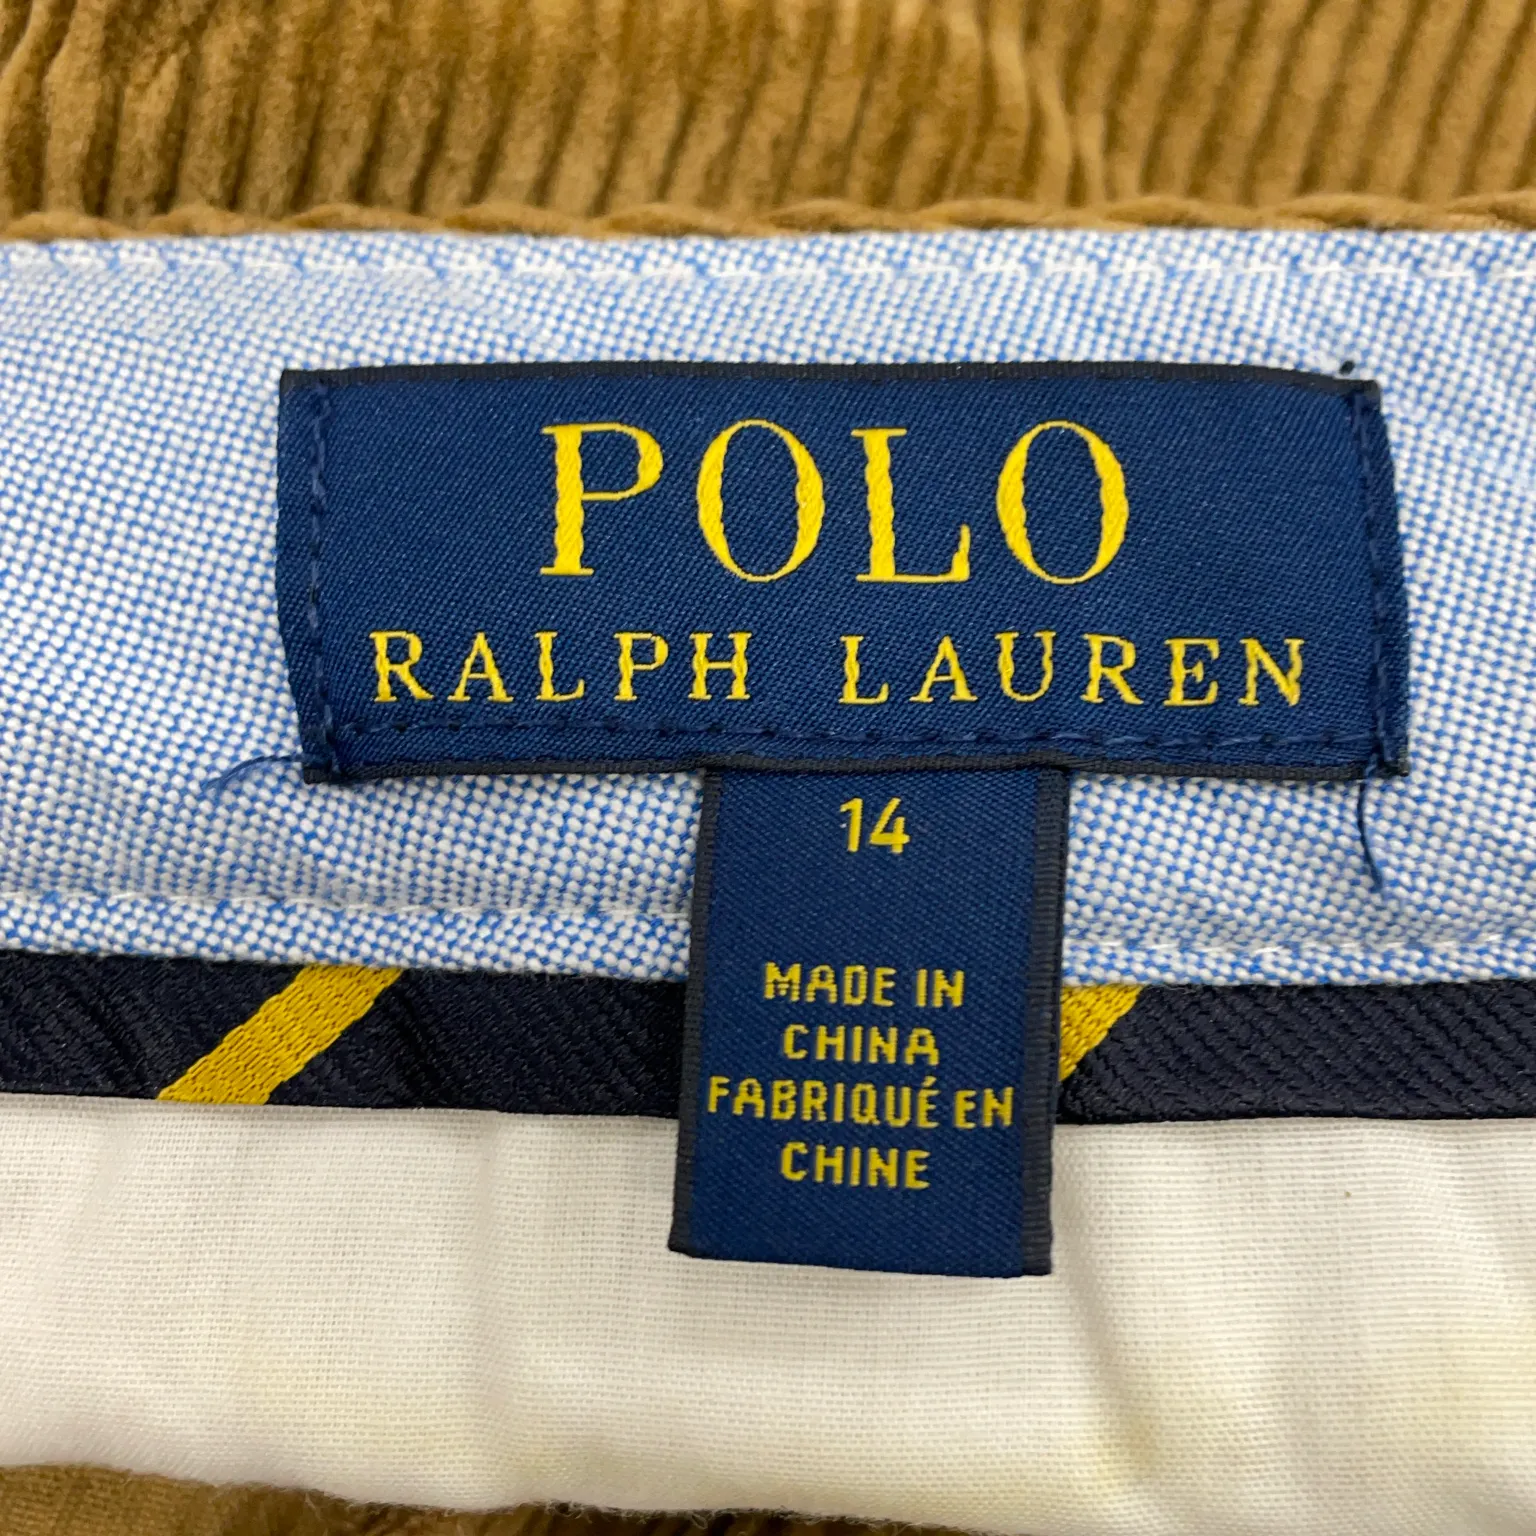 POLO
RALPH LAUREN
14
MADE IN
CHINA
FABRIQUÉ EN
CHINE